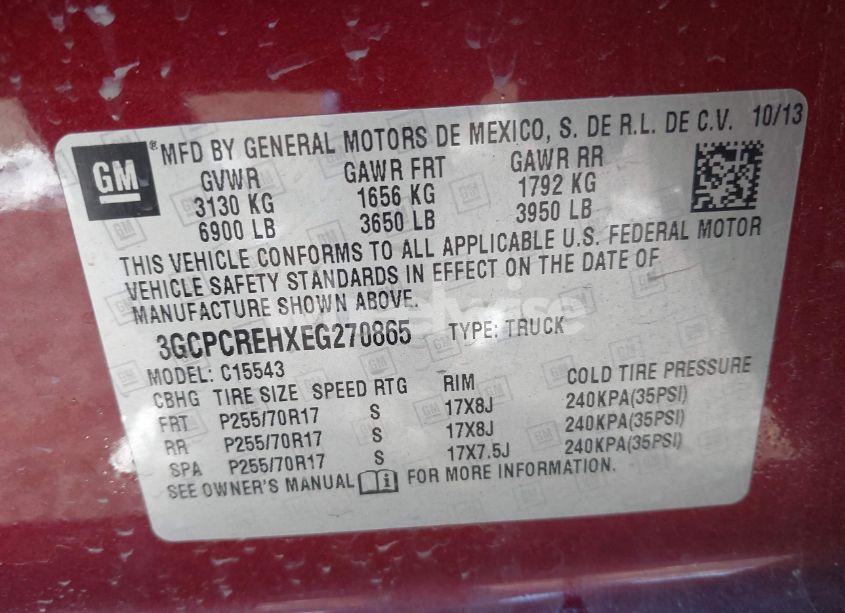 GM
® MFD BY GENERAL MOTORS DE MEXICO, S. DE R.L. DE C.V. 10/13
GVWR GAWR FRT GAWR RR
3130 KG 1656 KG 1792 KG
6900 LB 3650 LB 3950 LB
THIS VEHICLE CONFORMS TO ALL APPLICABLE U.S. FEDERAL MOTOR
VEHICLE SAFETY STANDARDS IN EFFECT ON THE DATE OF
MANUFACTURE SHOWN ABOVE.
3GCPCREHXEG270865 TYPE: TRUCK
MODEL: C15543
CBHG TIRE SIZE SPEED RTG RIM COLD TIRE PRESSURE
FRT P255/70R17 S 17X8J 240KPA(35PSI)
RR P255/70R17 S 17X8J 240KPA(35PSI)
SPA P255/70R17 S 17X7.5J 240KPA(35PSI)
SEE OWNER'S MANUAL i FOR MORE INFORMATION.